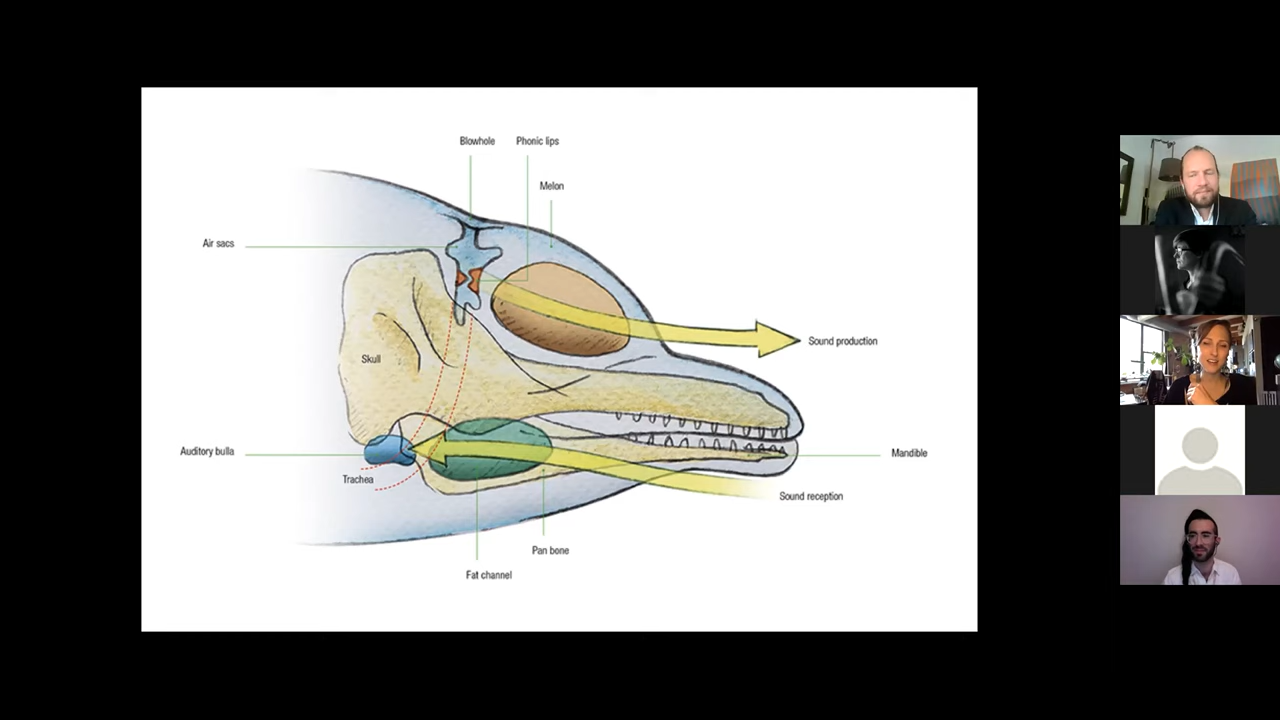 Blowhole
Phonic lips
Melon
Air sacs
Sound production
Skull
Auditory bulla
Mandible
Trachea
Sound reception
Pan bone
Fat channel